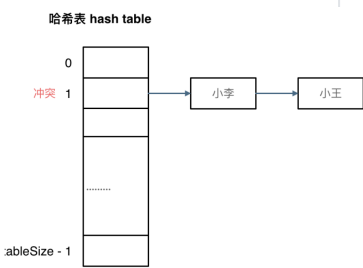 哈希表 hash table
0
冲突 1
小李
小王
.........
ableSize - 1